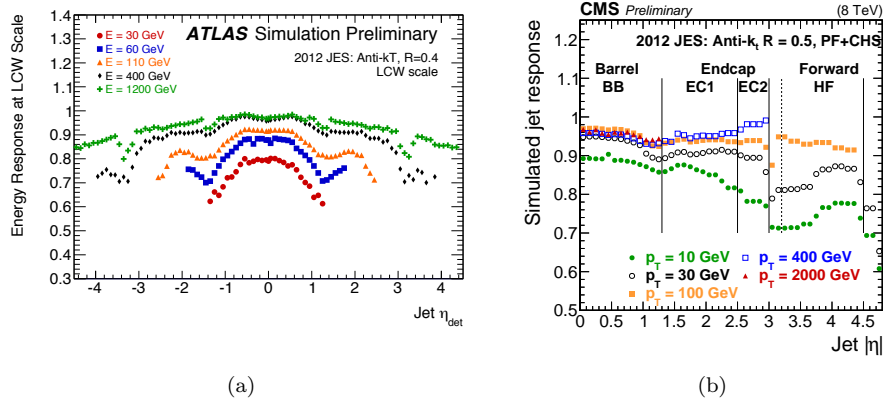 ATLAS Simulation Preliminary
2012 JES: Anti-kT, R=0.4
LCW scale
E = 30 GeV
E = 60 GeV
E = 110 GeV
E = 400 GeV
E = 1200 GeV
Energy Response at LCW Scale
1.4
1.3
1.2
1.1
1
0.9
0.8
0.7
0.6
0.5
0.4
0.3
-4 -3 -2 -1 0 1 2 3 4
Jet η_det
(a)
CMS Preliminary (8 TeV)
2012 JES: Anti-k_t R = 0.5, PF+CHS
Barrel Endcap Forward
BB EC1 EC2 HF
Simulated jet response
1.2
1.1
1
0.9
0.8
0.7
0.6
0.5
p_T = 10 GeV
p_T = 30 GeV
p_T = 100 GeV
p_T = 400 GeV
p_T = 2000 GeV
0 0.5 1 1.5 2 2.5 3 3.5 4 4.5
Jet |η|
(b)